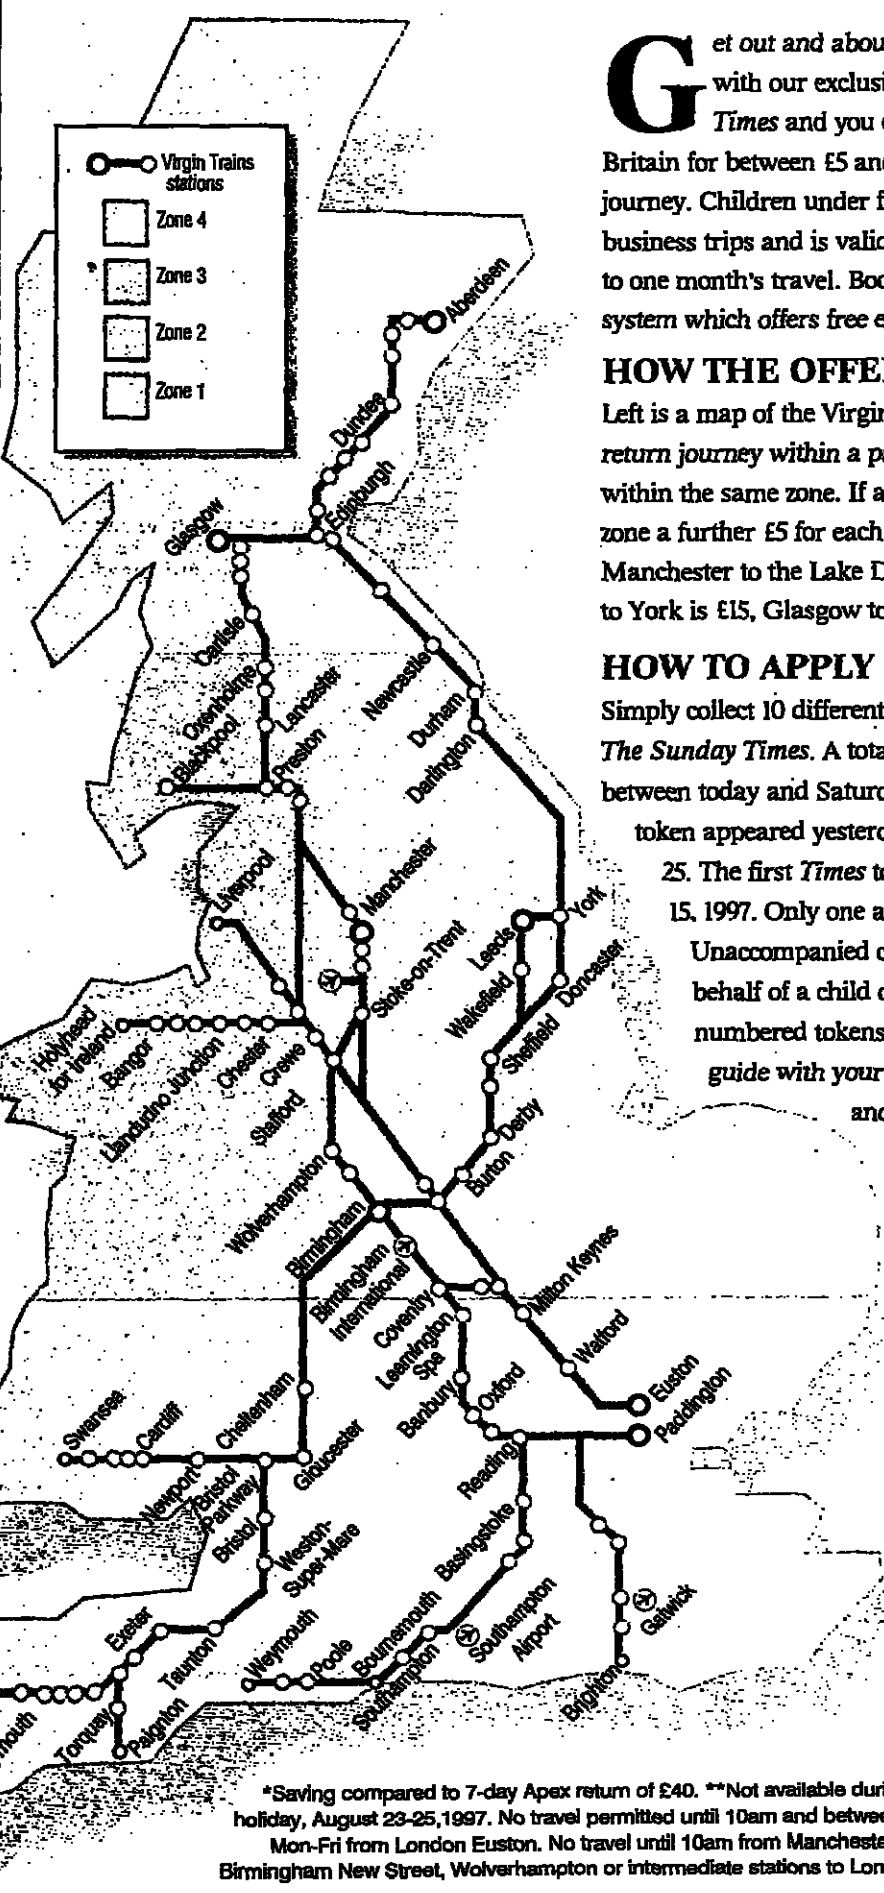 Virgin Trains
stations
Zone 4
Zone 3
Zone 2
Zone 1
Aberdeen
Dundee
Edinburgh
Glasgow
Carlisle
Oxenholme
Lancaster
Blackpool
Preston
Newcastle
Durham
Darlington
Liverpool
Manchester
Stoke-on-Trent
Leeds
York
Wakefield
Doncaster
Sheffield
Holyhead
for Ireland
Bangor
Llandudno Junction
Chester
Crewe
Stafford
Derby
Burton
Wolverhampton
Birmingham
Birmingham
International
Coventry
Leamington
Spa
Milton Keynes
Watford
Euston
Paddington
Banbury
Oxford
Reading
Swansea
Cardiff
Newport
Cheltenham
Gloucester
Bristol
Parkway
Bristol
Weston-
Super-Mare
Basingstoke
Exeter
Taunton
Weymouth
Poole
Bournemouth
Southampton
Southampton
Airport
Gatwick
Brighton
mouth
Torquay
Paignton
Get out and abou
with our exclusi
Times and you
Britain for between £5 and
journey. Children under f
business trips and is valid
to one month's travel. Boo
system which offers free e
HOW THE OFFE
Left is a map of the Virgin
return journey within a pa
within the same zone. If a
zone a further £5 for each
Manchester to the Lake D
to York is £15, Glasgow to
HOW TO APPLY
Simply collect 10 different
The Sunday Times. A tota
between today and Saturd
token appeared yesterd
25. The first Times to
15, 1997. Only one a
Unaccompanied c
behalf of a child
numbered tokens
guide with your
and
*Saving compared to 7-day Apex return of £40. **Not available duri
holiday, August 23-25,1997. No travel permitted until 10am and betwee
Mon-Fri from London Euston. No travel until 10am from Mancheste
Birmingham New Street, Wolverhampton or intermediate stations to Lon